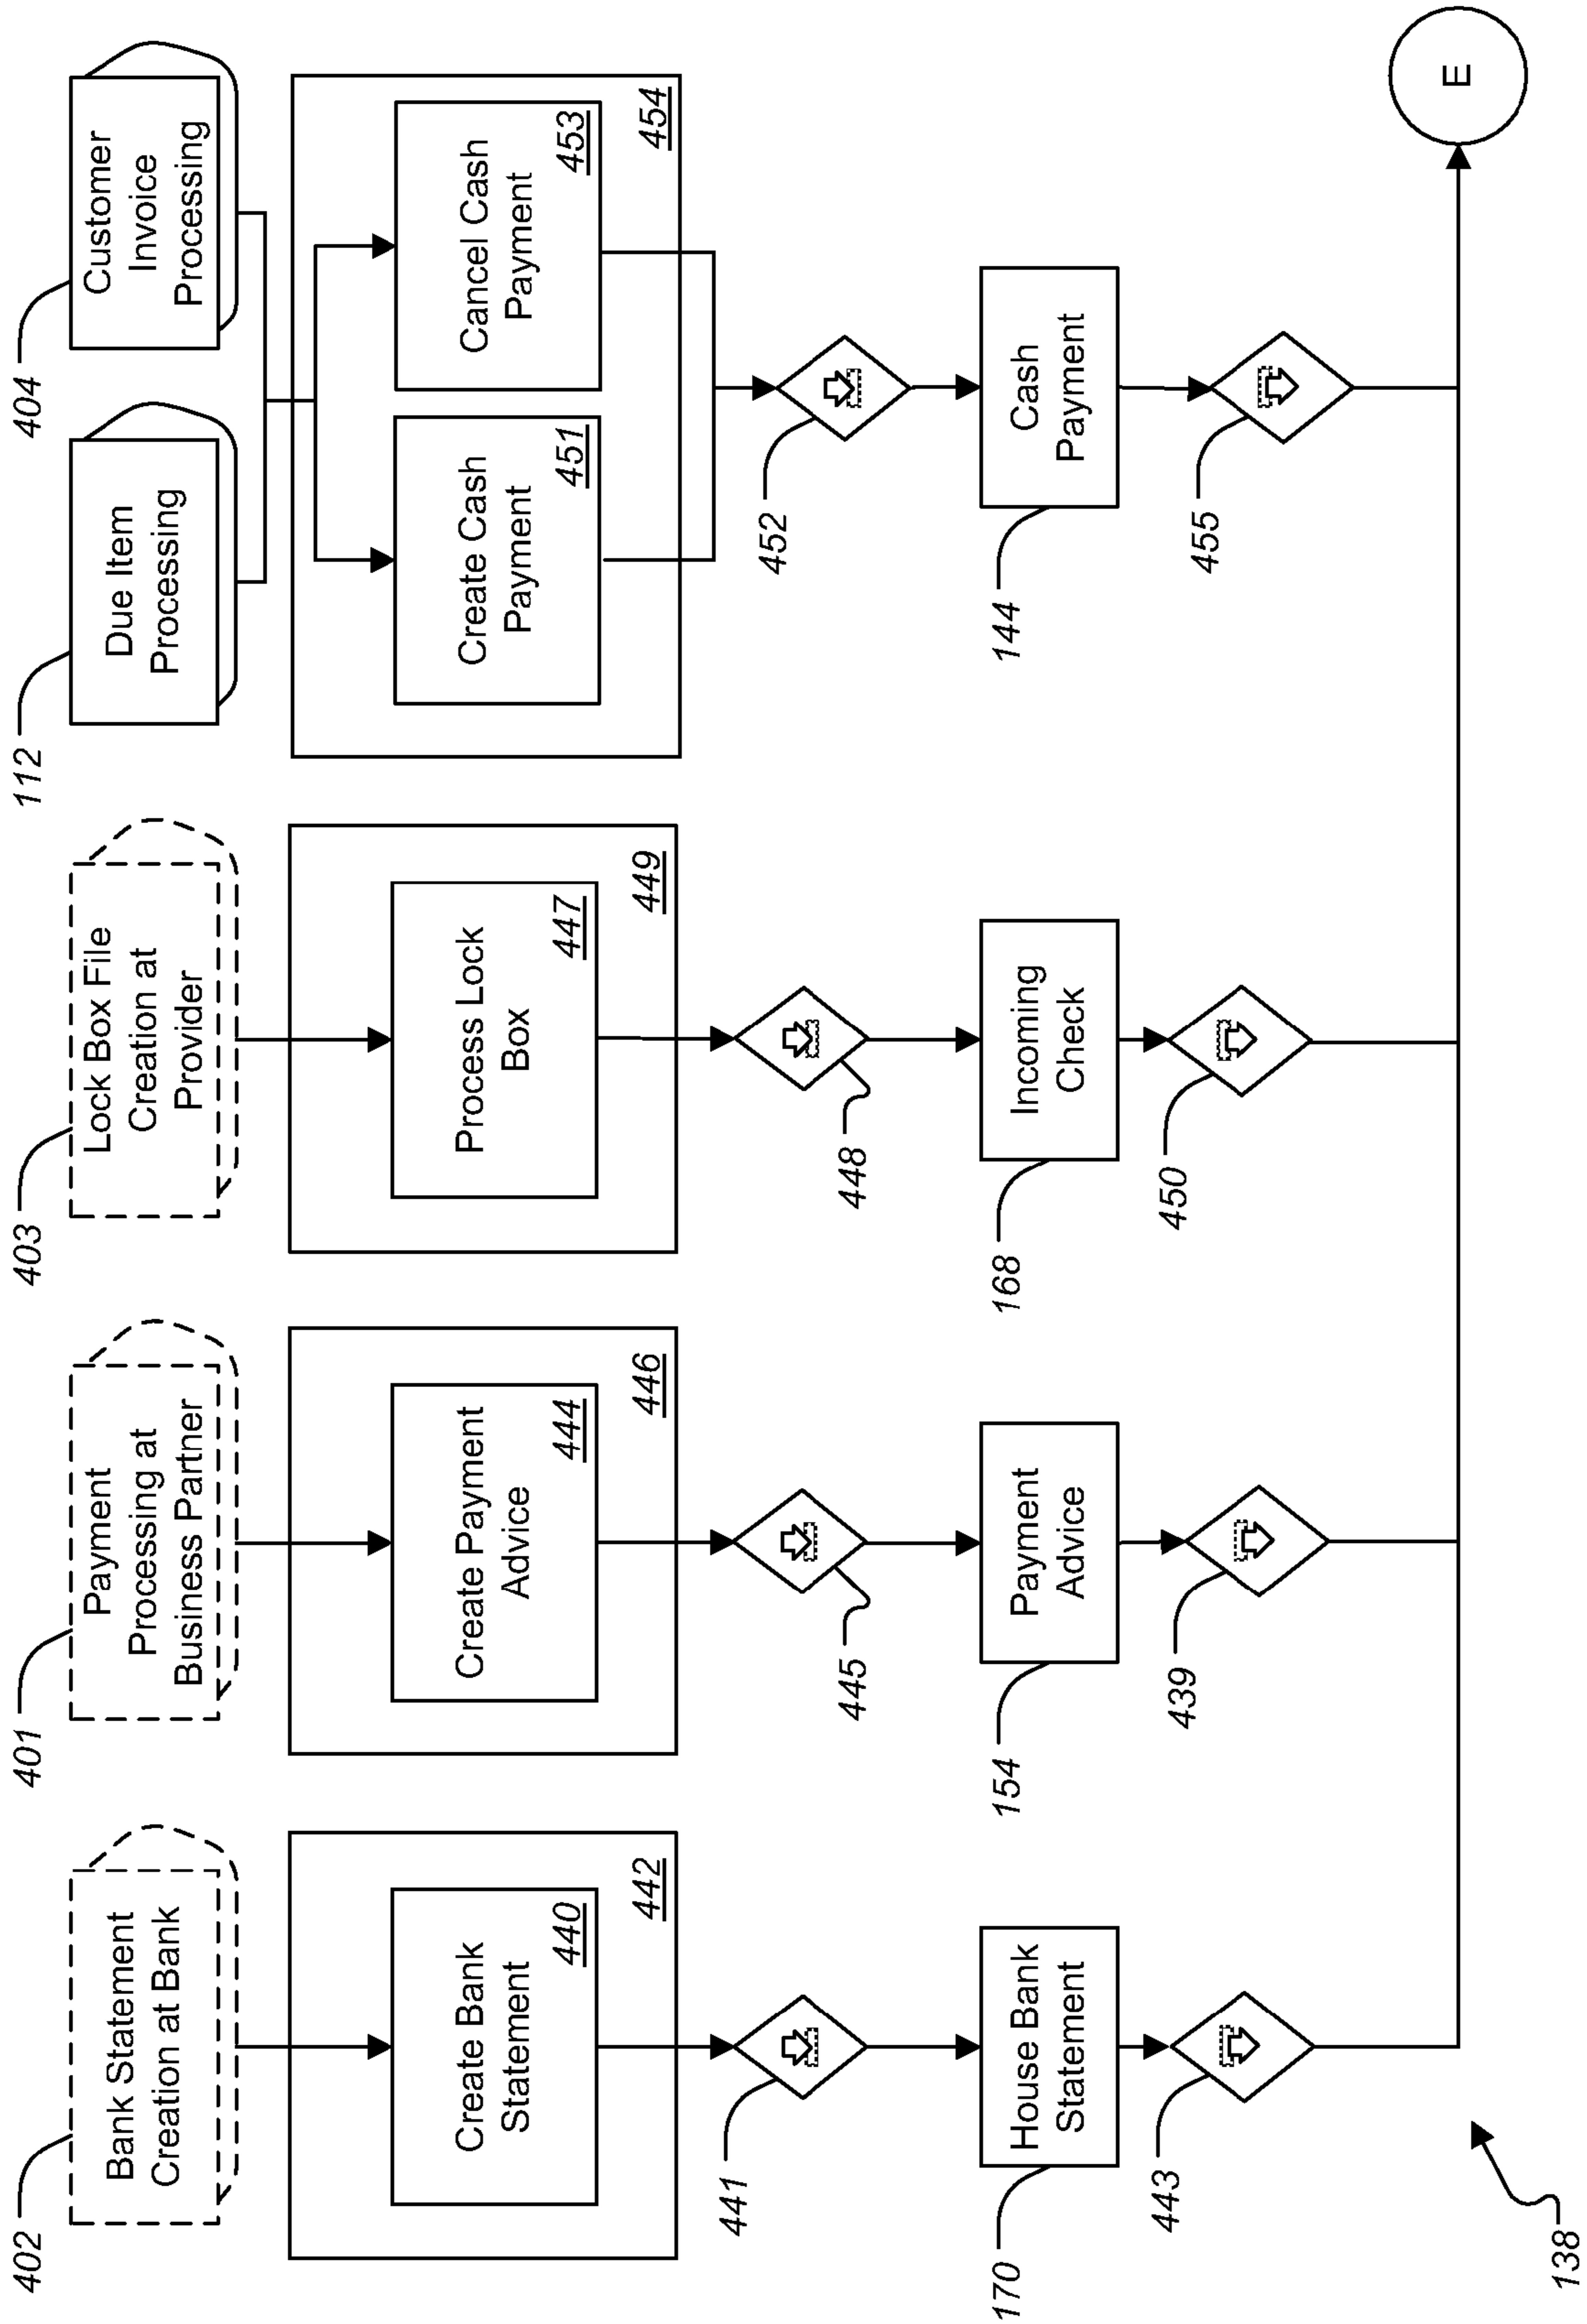 402
Bank Statement
Creation at Bank
401
Payment
Processing at
Business Partner
403
Lock Box File
Creation at
Provider
112
Due Item
Processing
404
Customer
Invoice
Processing
Create Bank
Statement
440
442
Create Payment
Advice
444
446
Process Lock
Box
447
449
Create Cash
Payment
451
Cancel Cash
Payment
453
454
441
445
448
452
170
House Bank
Statement
154
Payment
Advice
168
Incoming
Check
144
Cash
Payment
443
439
450
455
138
E